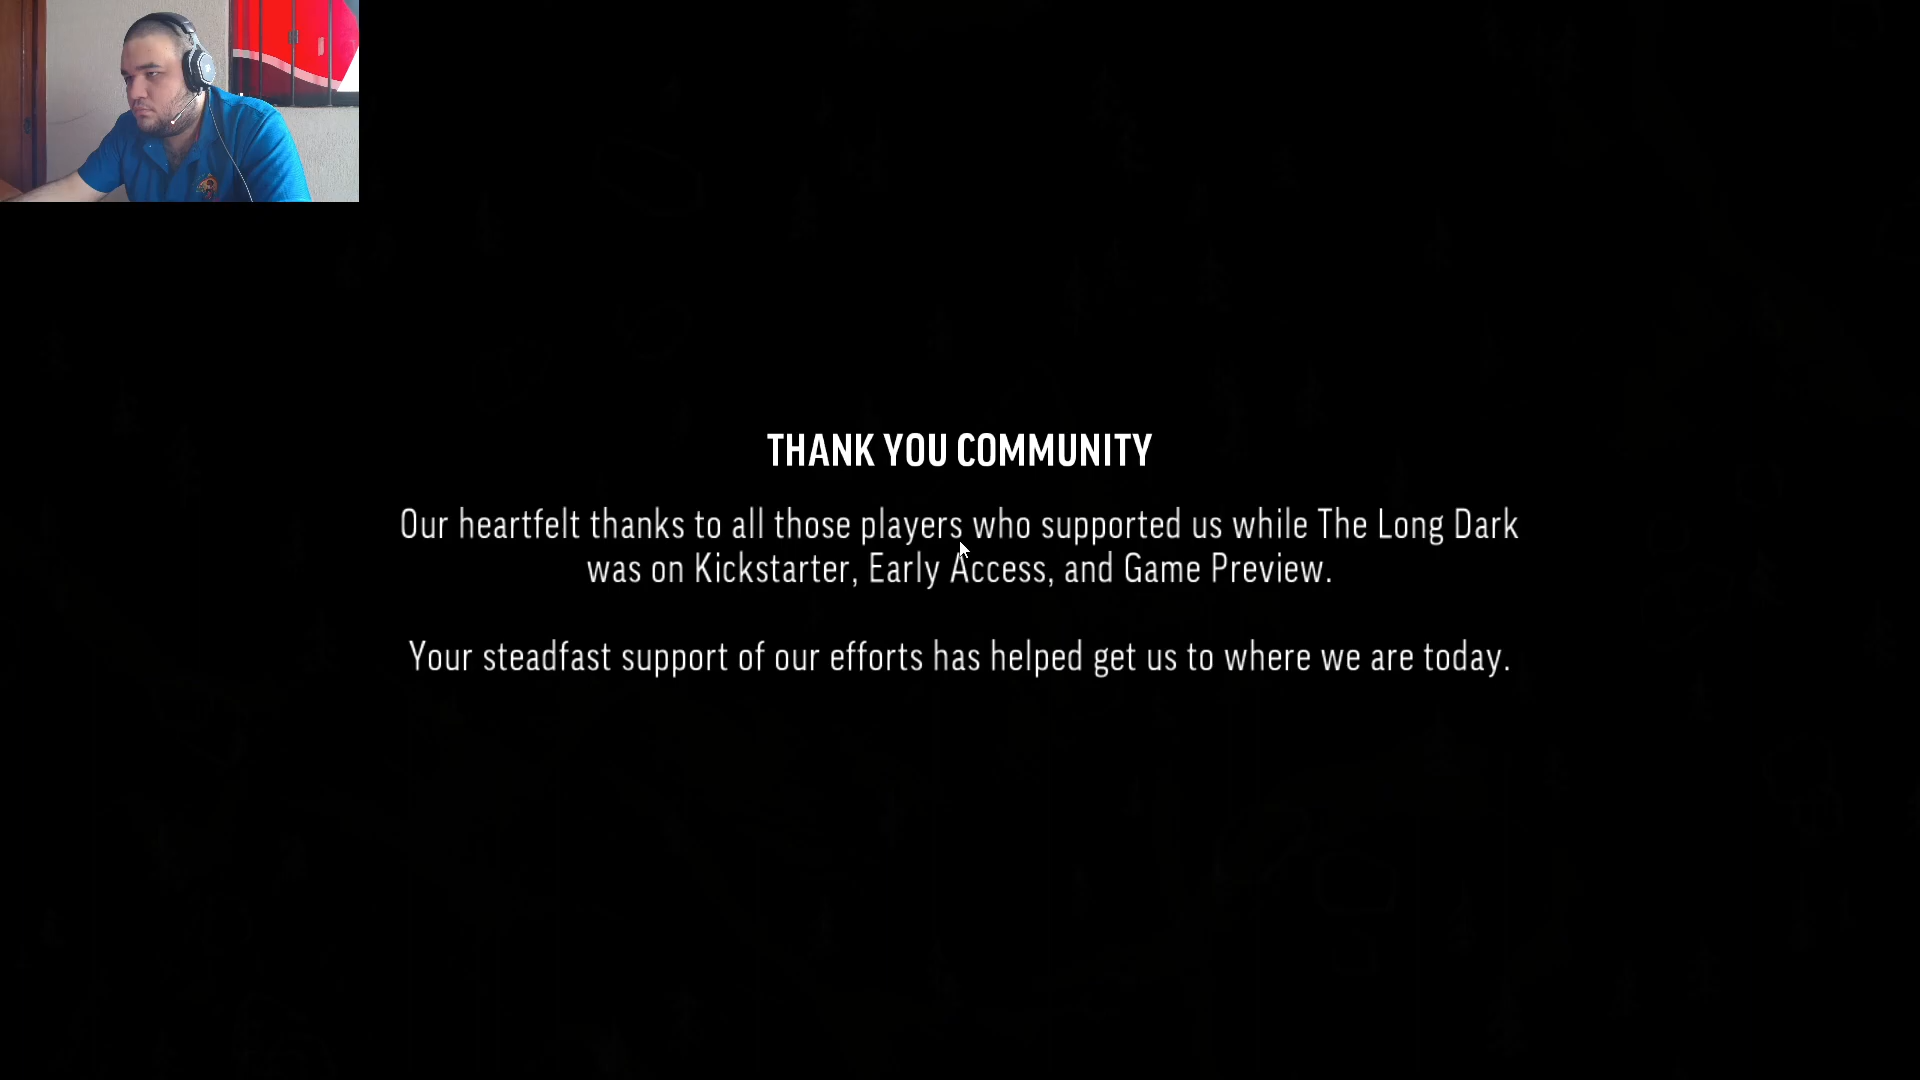 THANK YOU COMMUNITY
Our heartfelt thanks to all those players who supported us while The Long Dark
was on Kickstarter, Early Access, and Game Preview.
Your steadfast support of our efforts has helped get us to where we are today.